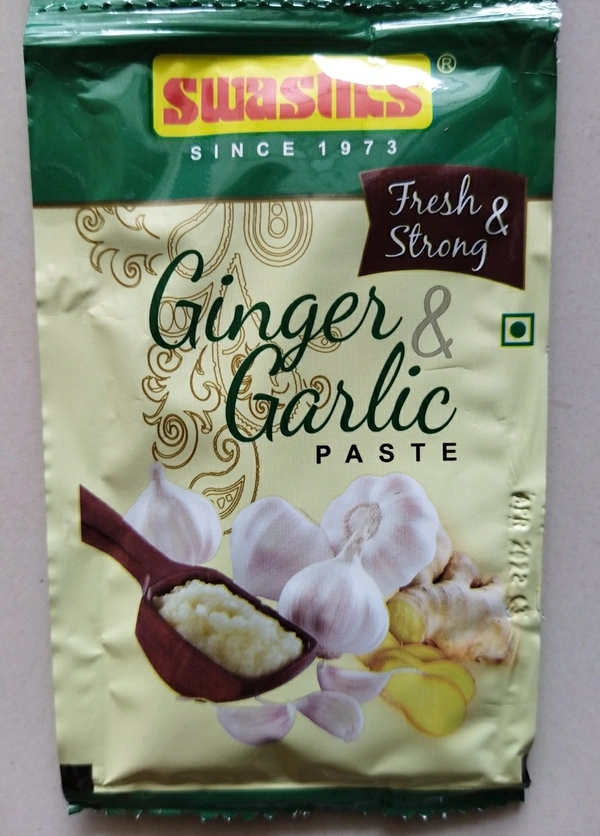 SWASTIKS ®
SINCE 1973
Fresh &
Strong
Ginger &
Garlic
PASTE